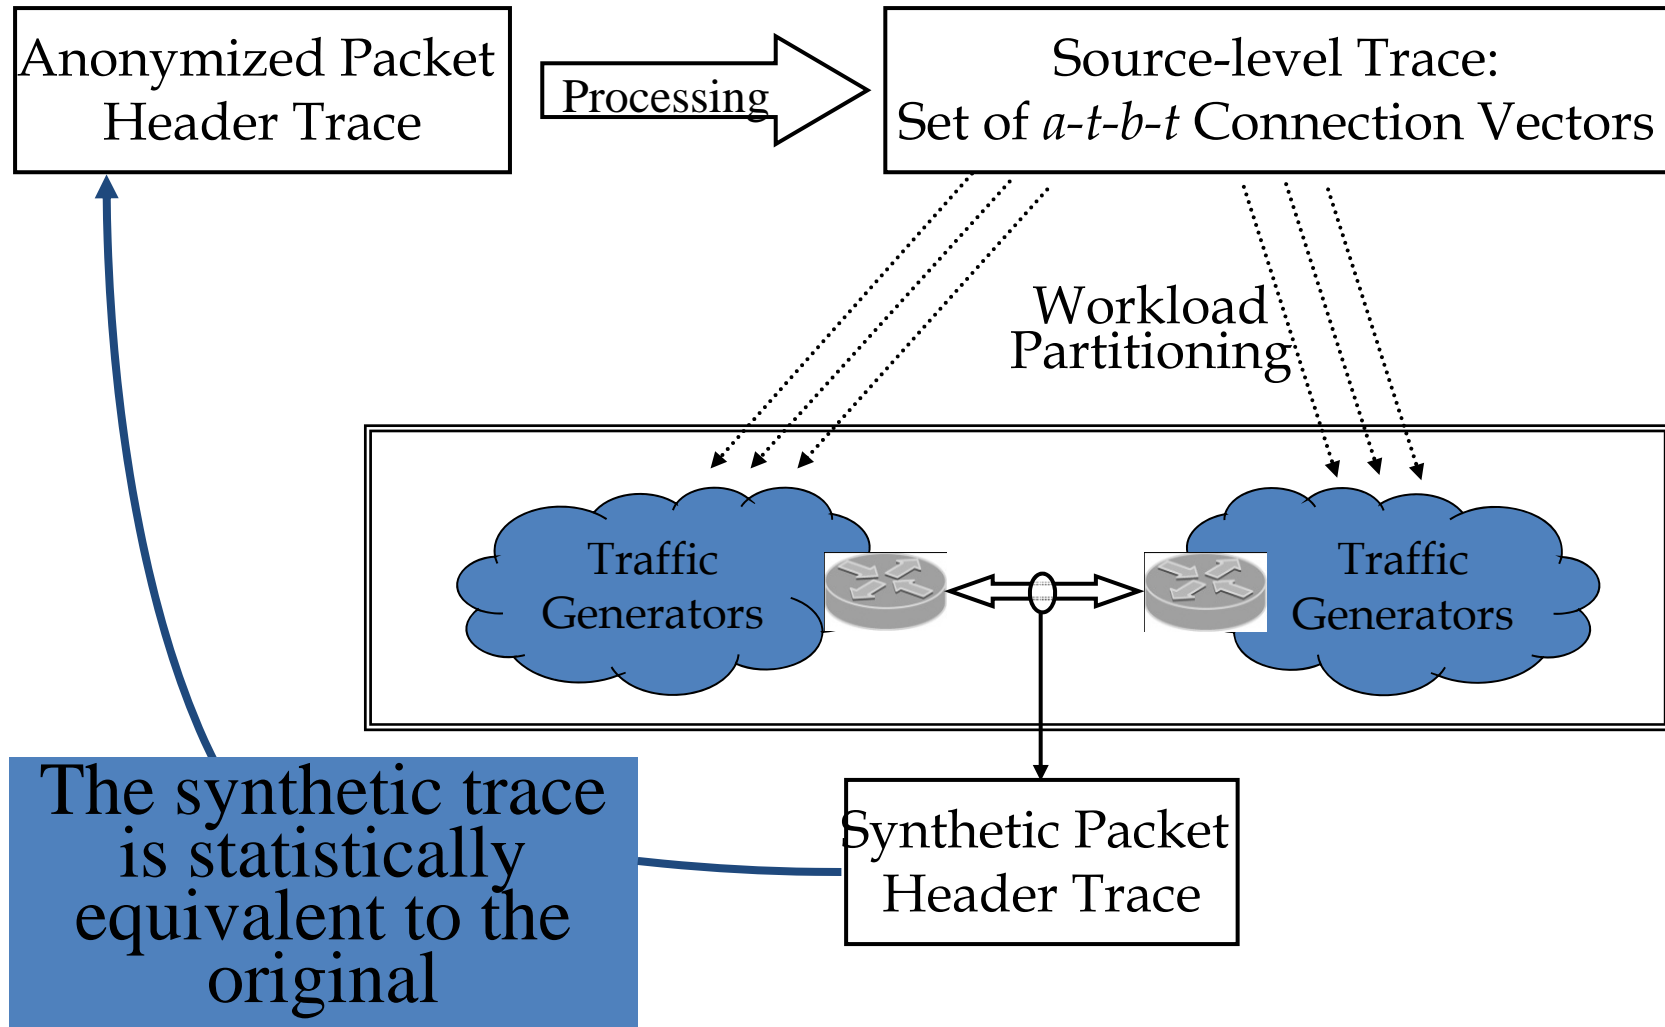 Anonymized Packet
Header Trace
Processing
Source-level Trace:
Set of a-t-b-t Connection Vectors
Workload
Partitioning
Traffic
Generators
Traffic
Generators
The synthetic trace
is statistically
equivalent to the
original
Synthetic Packet
Header Trace